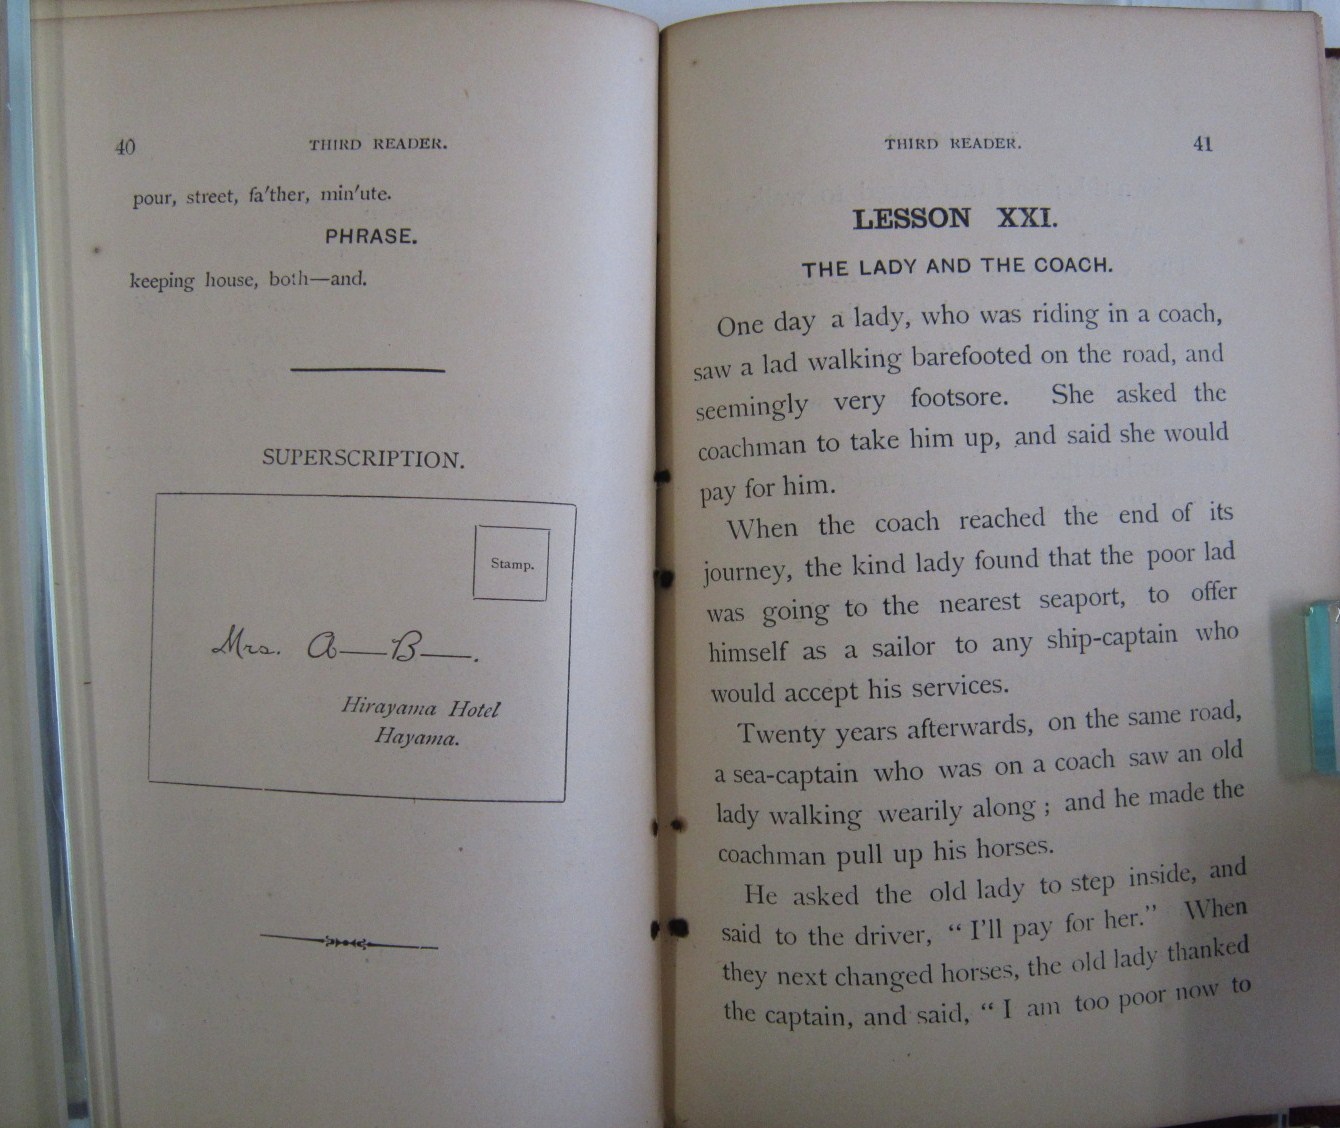 40
THIRD READER.
pour, street, fa′ther, min′ute.
PHRASE.
keeping house, both—and.
SUPERSCRIPTION.
Stamp.
Mrs. A—B—.
Hirayama Hotel
Hayama.
THIRD READER.
41
LESSON XXI.
THE LADY AND THE COACH.
One day a lady, who was riding in a coach,
saw a lad walking barefooted on the road, and
seemingly very footsore. She asked the
coachman to take him up, and said she would
pay for him.
When the coach reached the end of its
journey, the kind lady found that the poor lad
was going to the nearest seaport, to offer
himself as a sailor to any ship-captain who
would accept his services.
Twenty years afterwards, on the same road,
a sea-captain who was on a coach saw an old
lady walking wearily along ; and he made the
coachman pull up his horses.
He asked the old lady to step inside, and
said to the driver, “ I'll pay for her.” When
they next changed horses, the old lady thanked
the captain, and said, “ I am too poor now to